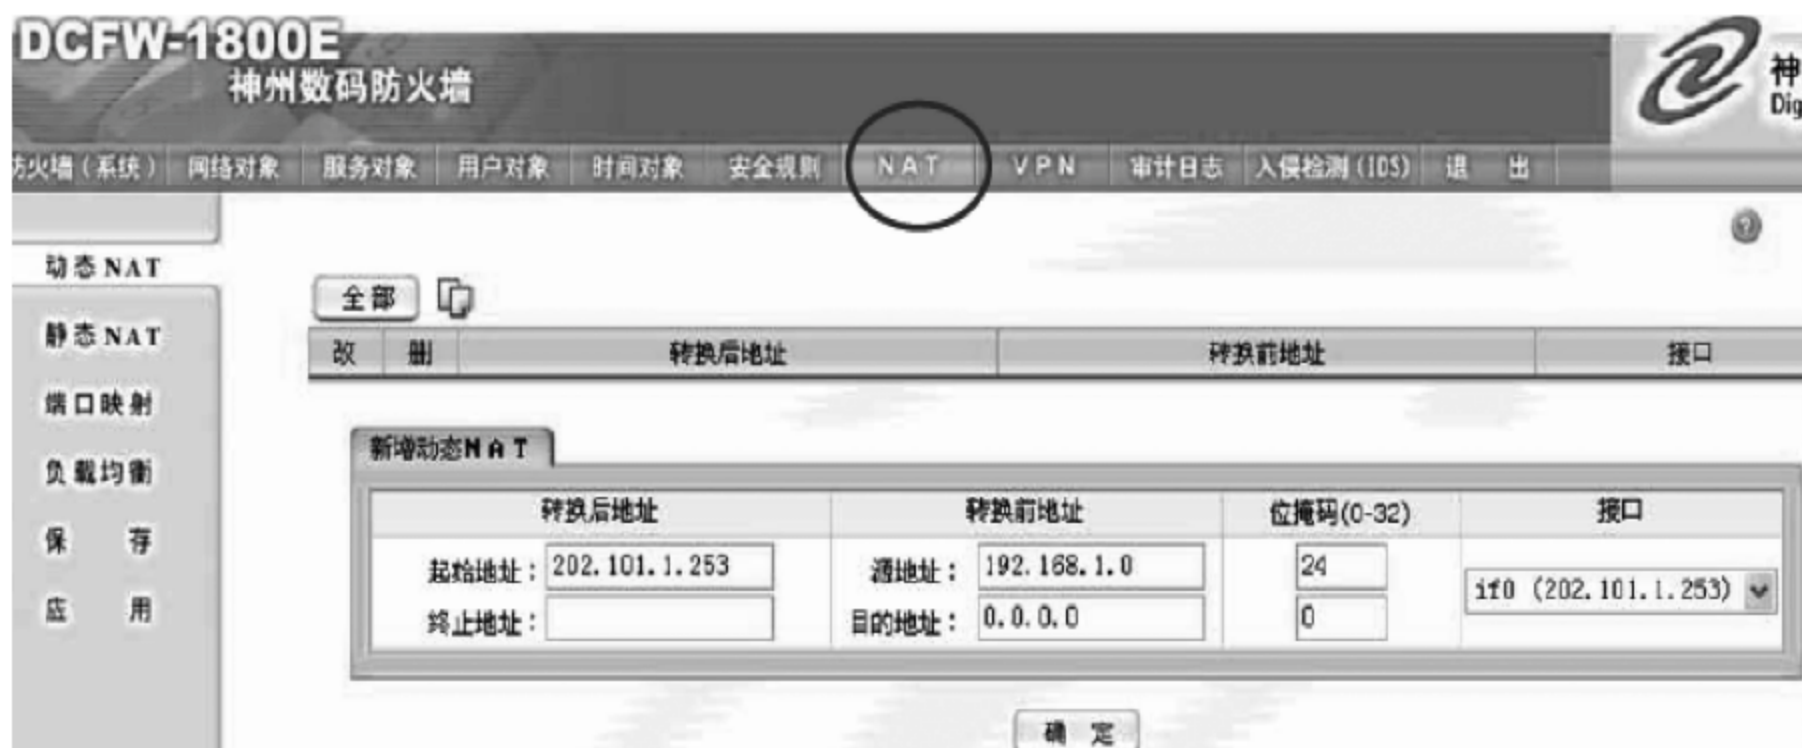 DCFW-1800E
神州数码防火墙
神
Dig
防火墙(系统) 网络对象 服务对象 用户对象 时间对象 安全规则 NAT VPN 审计日志 入侵检测(IDS) 退 出
动态NAT
静态NAT
端口映射
负载均衡
保 存
应 用
全部
改 删 转换后地址 转换前地址 接口
新增动态NAT
转换后地址 转换前地址 位掩码(0-32) 接口
起始地址: 202.101.1.253 源地址: 192.168.1.0 24 if0 (202.101.1.253)
终止地址: 目的地址: 0.0.0.0 0
确 定